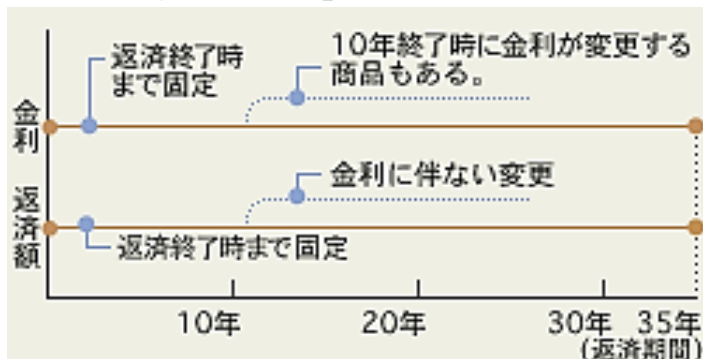 返済終了時
まで固定
10年終了時に金利が変更する
商品もある。
金利
金利に伴ない変更
返済額
返済終了時まで固定
10年
20年
30年
35年
(返済期間)